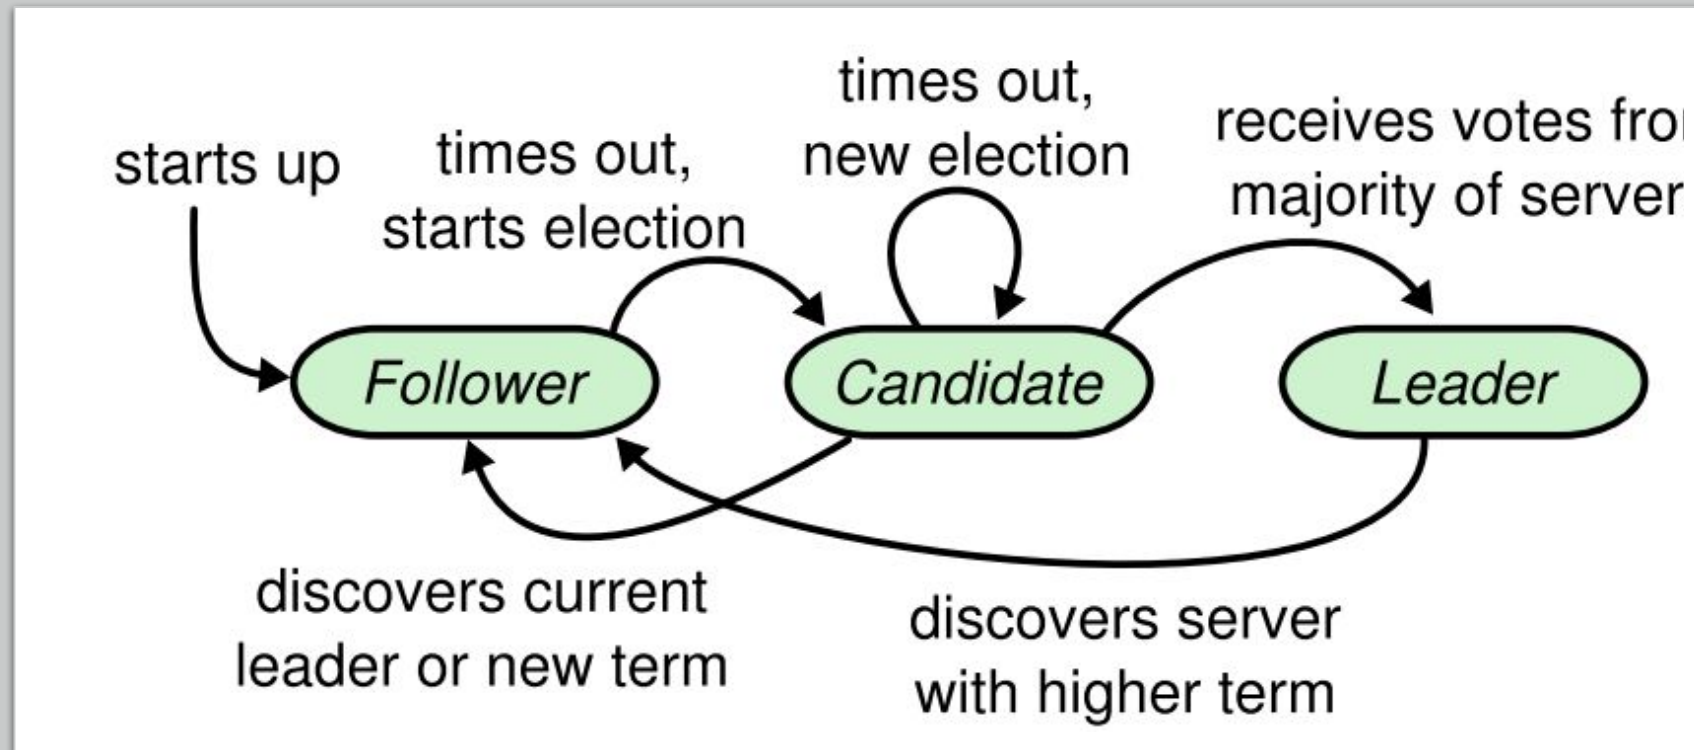 starts up
times out,
starts election
times out,
new election
receives votes
majority of server
Follower
Candidate
Leader
discovers current
leader or new term
discovers server
with higher term